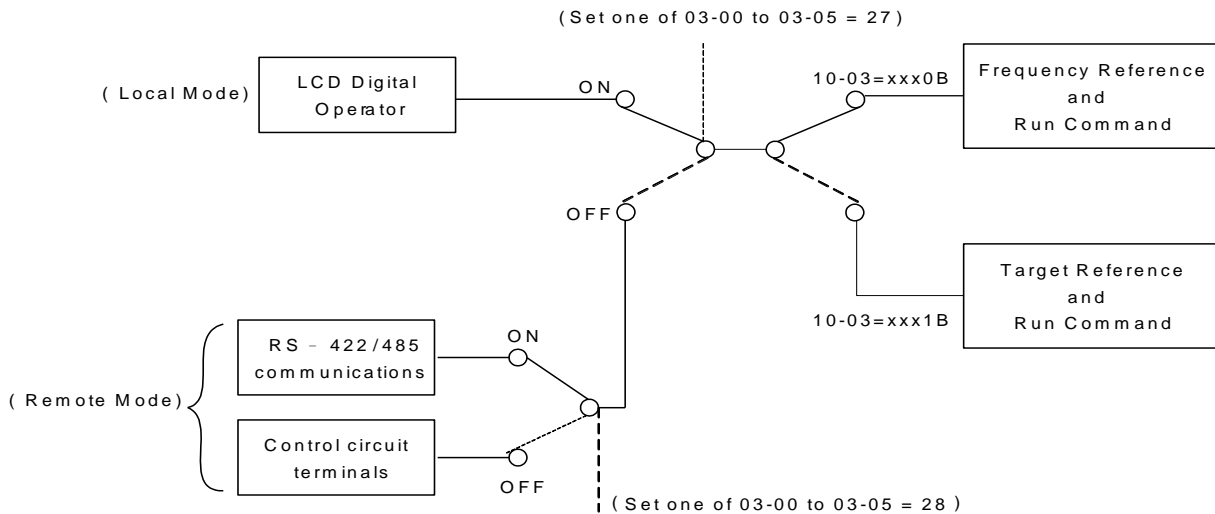 (Set one of 03-00 to 03-05 = 27)
(Local Mode)
LCD Digital
Operator
ON
10-03=xxx0B
Frequency Reference
and
Run Command
OFF
10-03=xxx1B
Target Reference
and
Run Command
(Remote Mode)
RS – 422/485
communications
ON
Control circuit
terminals
OFF
(Set one of 03-00 to 03-05 = 28)